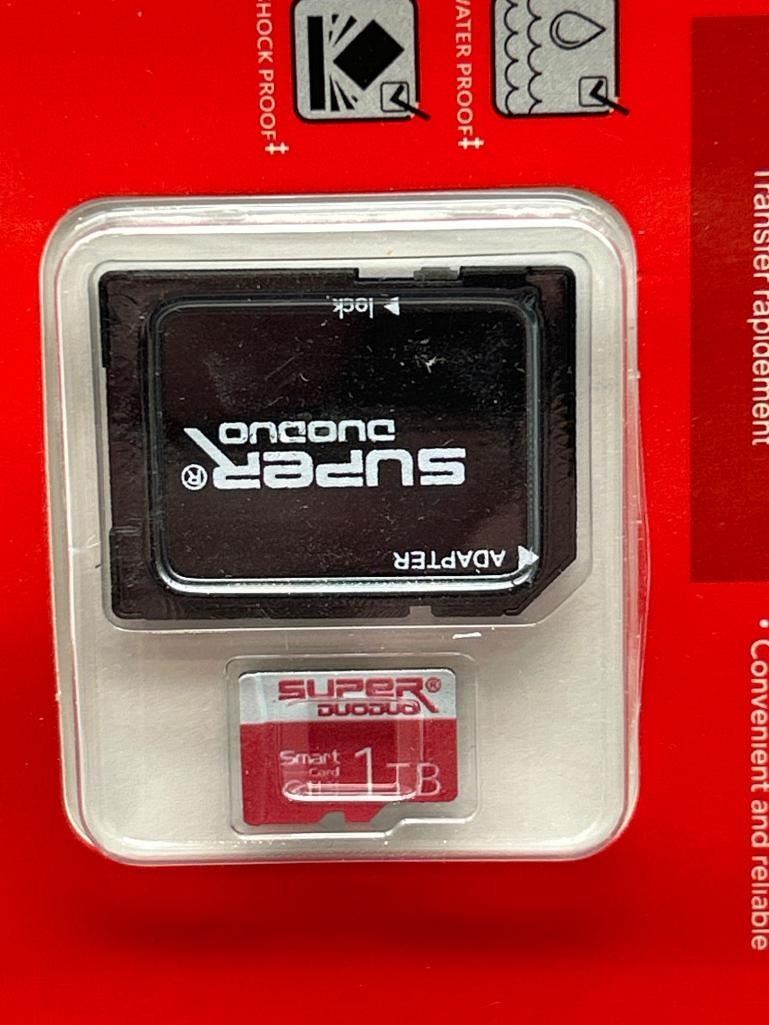 SHOCK PROOF‡
WATER PROOF‡
Transfer rapidement
lock
SUPER®
DUODUO
ADAPTER
SUPER®
DUODUO
Smart
Card
1TB
• Convenient and reliable